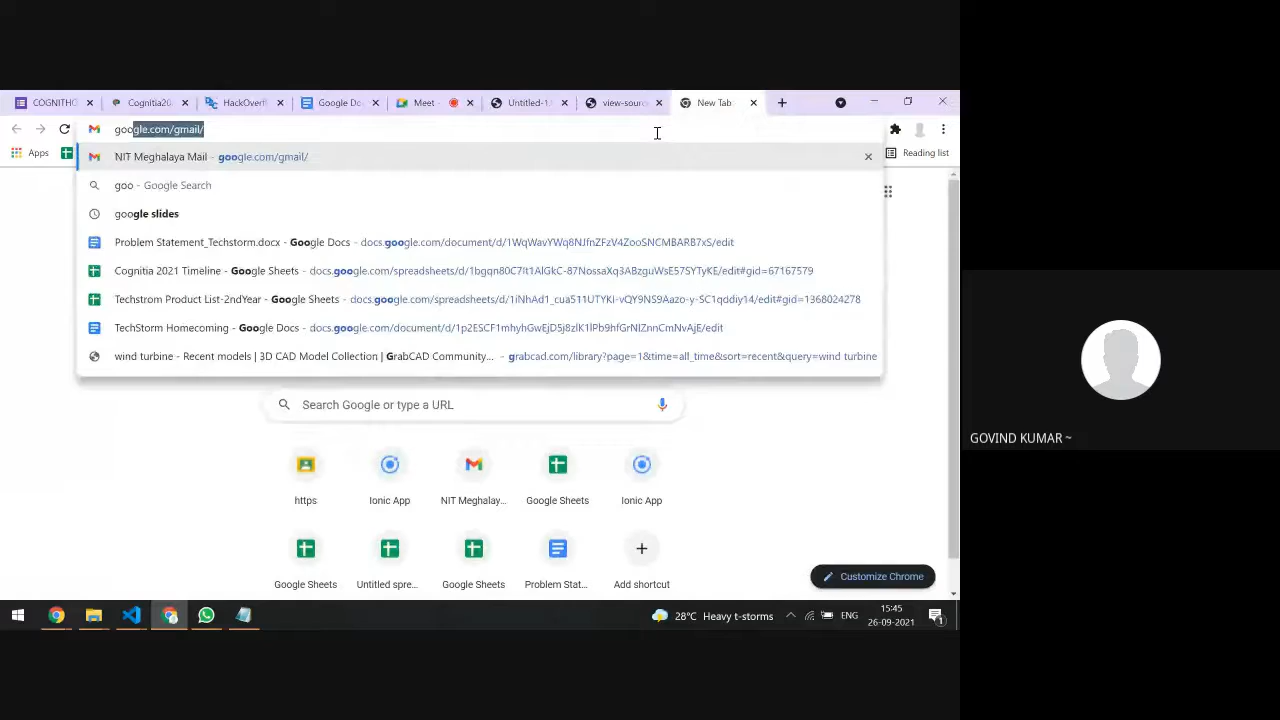 COGNITHO
Cognitia20
HackOverf
Google Do
Meet -
Untitled-1.
view-sourc
New Tab
google.com/gmail/
Apps
Reading list
NIT Meghalaya Mail - google.com/gmail/
goo - Google Search
google slides
Problem Statement_Techstorm.docx - Google Docs - docs.google.com/document/d/1WqWavYWq8NJfnZFzV4ZooSNCMBARB7xS/edit
Cognitia 2021 Timeline - Google Sheets - docs.google.com/spreadsheets/d/1bgqn80C7It1AlGkC-87NossaXq3ABzguWsE57SYTyKE/edit#gid=67167579
Techstrom Product List-2ndYear - Google Sheets - docs.google.com/spreadsheets/d/1iNhAd1_cua511UTYKi-vQY9NS9Aazo-y-SC1qddiy14/edit#gid=1368024278
TechStorm Homecoming - Google Docs - docs.google.com/document/d/1p2ESCF1mhyhGwEjD5j8zlK1lPb9hfGrNIZnnCmNvAjE/edit
wind turbine - Recent models | 3D CAD Model Collection | GrabCAD Community... - grabcad.com/library?page=1&time=all_time&sort=recent&query=wind turbine
Search Google or type a URL
https
Ionic App
NIT Meghalay...
Google Sheets
Ionic App
Google Sheets
Untitled spre...
Google Sheets
Problem Stat...
Add shortcut
Customize Chrome
28°C Heavy t-storms
ENG
15:45
26-09-2021
1
GOVIND KUMAR ~